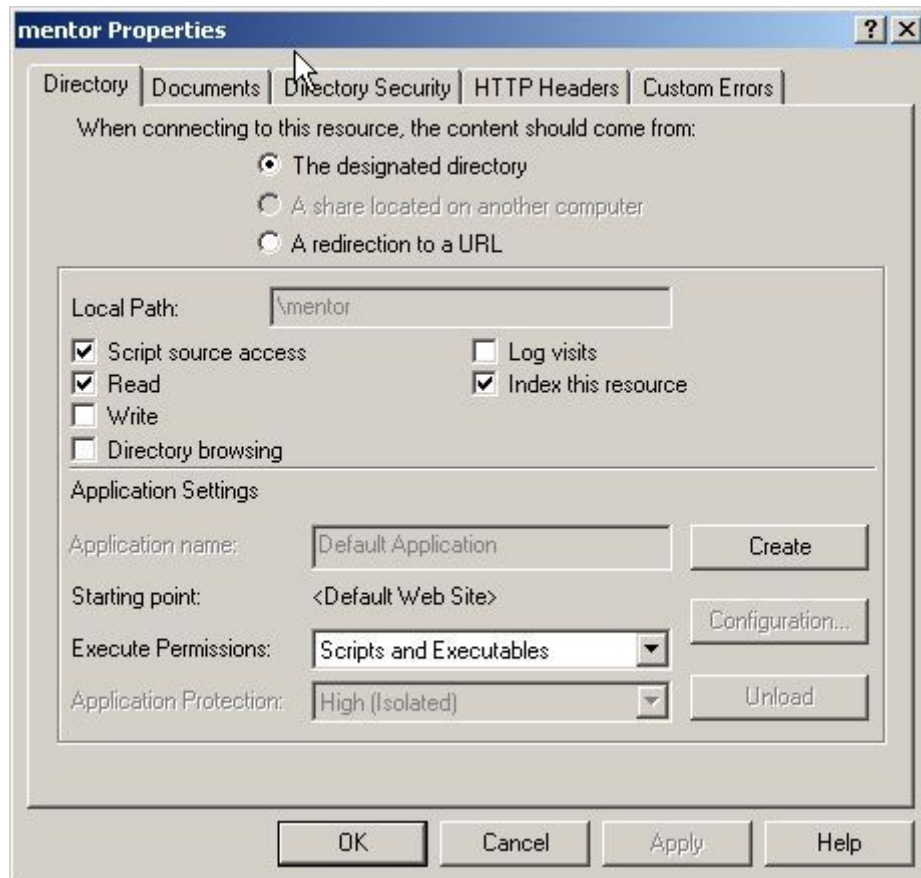 mentor Properties
Directory Documents Directory Security HTTP Headers Custom Errors
When connecting to this resource, the content should come from:
The designated directory
A share located on another computer
A redirection to a URL
Local Path: \mentor
Script source access Log visits
Read Index this resource
Write
Directory browsing
Application Settings
Application name: Default Application Create
Starting point: <Default Web Site>
Configuration...
Execute Permissions: Scripts and Executables
Application Protection: High (Isolated) Unload
OK Cancel Apply Help